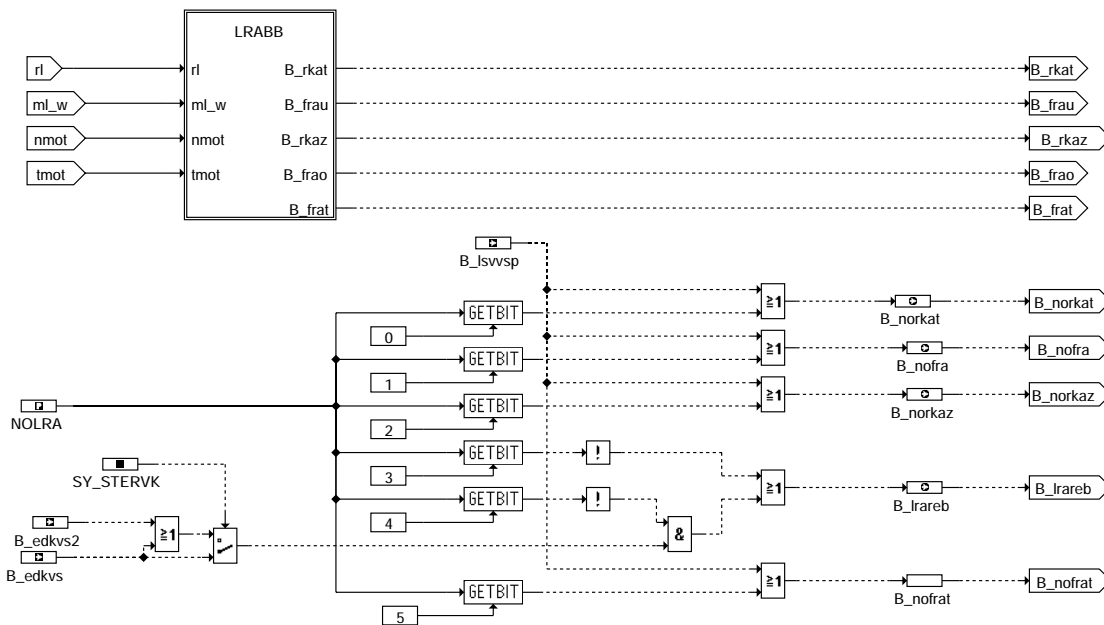 LRABB
rl rl B_rkat B_rkat
ml_w ml_w B_frau B_frau
nmot nmot B_rkaz B_rkaz
tmot tmot B_frao B_frao
B_frat B_frat
B_lsvvsp
GETBIT ≧1 B_norkat
0 B_norkat
GETBIT ≧1 B_nofra
1 B_nofra
GETBIT ≧1 B_norkaz
NOLRA 2 B_norkaz
GETBIT ! ≧1 B_lrareb
SY_STERVK 3 B_lrareb
GETBIT !
B_edkvs2 ≧1 4 &
B_edkvs
GETBIT ≧1 B_nofrat
5 B_nofrat